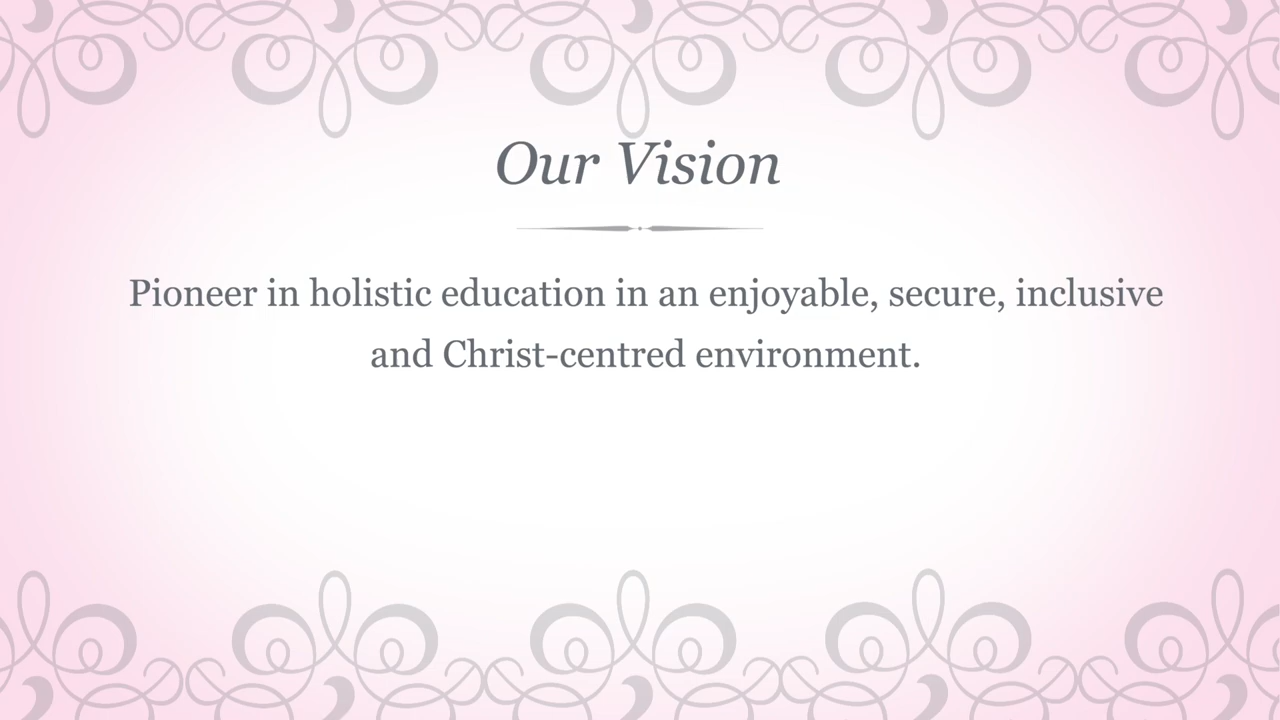 Our Vision
Pioneer in holistic education in an enjoyable, secure, inclusive
and Christ-centred environment.